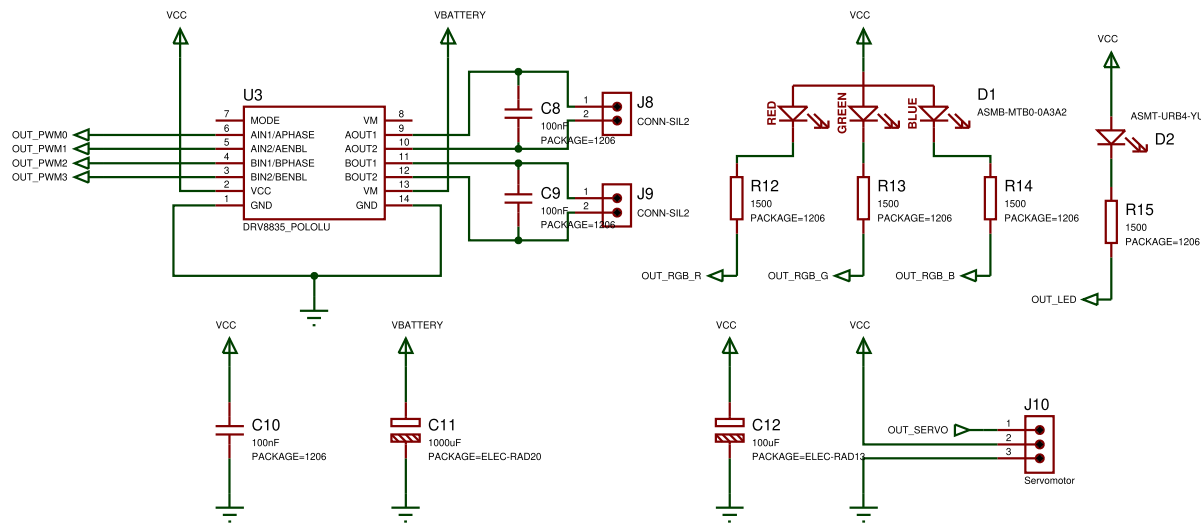 VCC
VBATTERY
U3
7
MODE
VM
8
OUT_PWM0
6
AIN1/APHASE
AOUT1
9
OUT_PWM1
5
AIN2/AENBL
AOUT2
10
OUT_PWM2
4
BIN1/BPHASE
BOUT1
11
OUT_PWM3
3
BIN2/BENBL
BOUT2
12
2
VCC
VM
13
1
GND
GND
14
DRV8835_POLOLU
C8
100nF
PACKAGE=1206
1
2
J8
CONN-SIL2
C9
100nF
PACKAGE=1206
1
2
J9
CONN-SIL2
VCC
RED
GREEN
BLUE
D1
ASMB-MTB0-0A3A2
R12
1500
PACKAGE=1206
R13
1500
PACKAGE=1206
R14
1500
PACKAGE=1206
OUT_RGB_R
OUT_RGB_G
OUT_RGB_B
VCC
ASMT-URB4-YU
D2
R15
1500
PACKAGE=1206
OUT_LED
VCC
C10
100nF
PACKAGE=1206
VBATTERY
C11
1000uF
PACKAGE=ELEC-RAD20
VCC
C12
100uF
PACKAGE=ELEC-RAD13
VCC
J10
OUT_SERVO
1
2
3
Servomotor